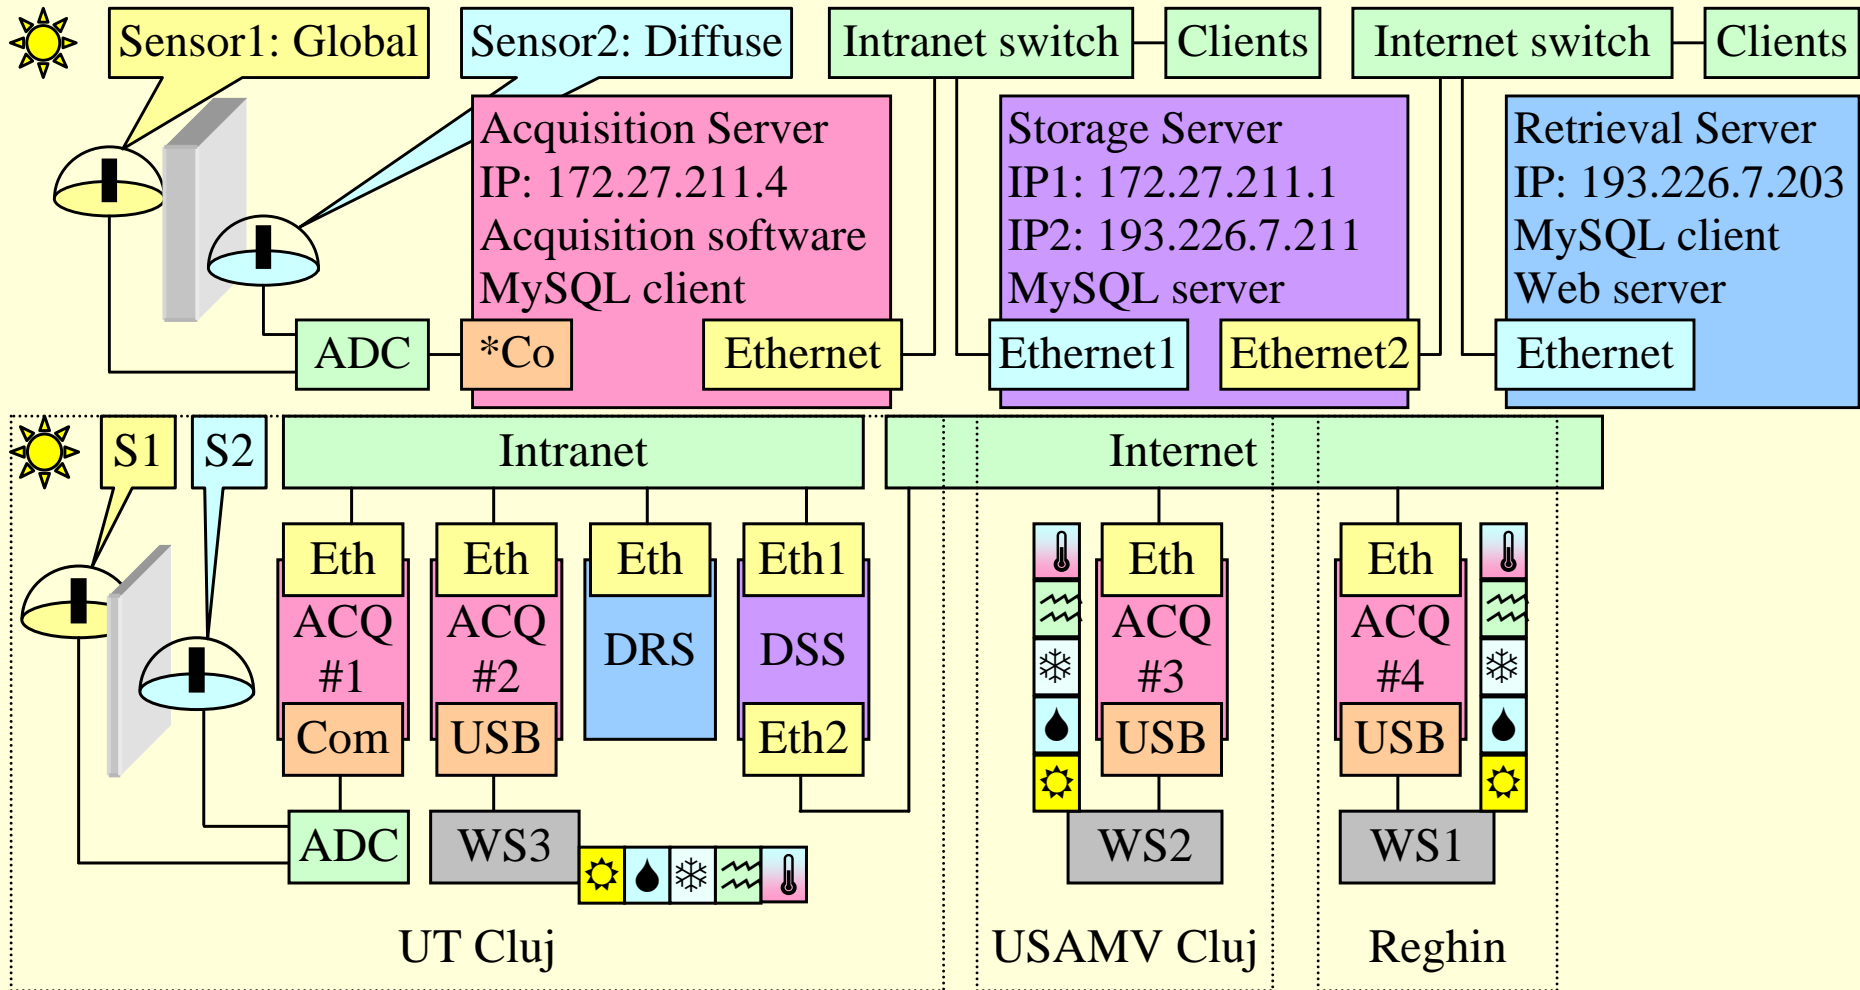 Sensor1: Global
Sensor2: Diffuse
Intranet switch
Clients
Internet switch
Clients
Acquisition Server
IP: 172.27.211.4
Acquisition software
MySQL client
Storage Server
IP1: 172.27.211.1
IP2: 193.226.7.211
MySQL server
Retrieval Server
IP: 193.226.7.203
MySQL client
Web server
ADC
*Co
Ethernet
Ethernet1
Ethernet2
Ethernet
S1
S2
Intranet
Internet
Eth
Eth
Eth
Eth1
Eth
Eth
ACQ
#1
ACQ
#2
DRS
DSS
ACQ
#3
ACQ
#4
Com
USB
Eth2
USB
USB
ADC
WS3
WS2
WS1
UT Cluj
USAMV Cluj
Reghin